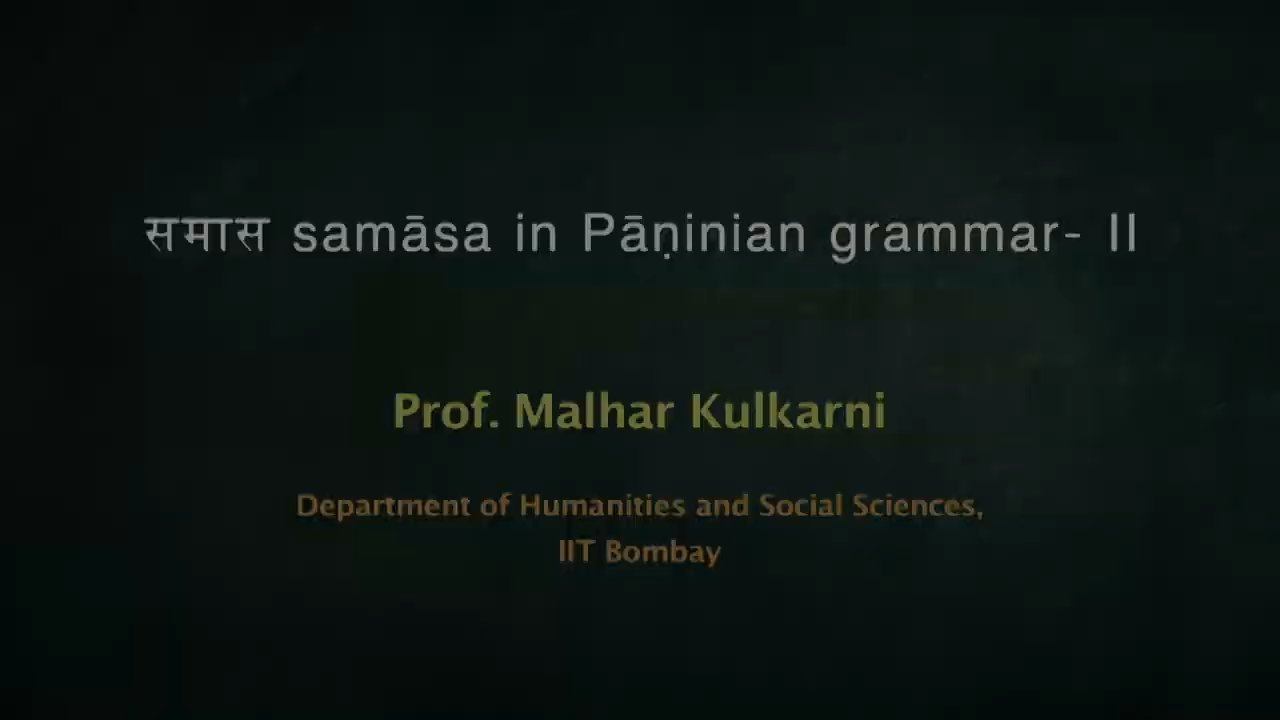 समास samāsa in Pāṇinian grammar- II
Prof. Malhar Kulkarni
Department of Humanities and Social Sciences,
IIT Bombay